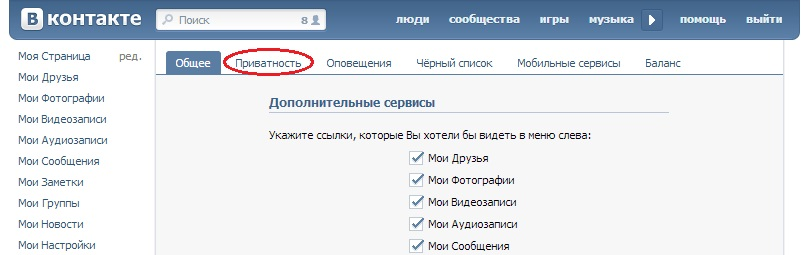 В контакте Поиск 8 люди сообщества игры музыка помощь выйти
Моя Страница ред.
Мои Друзья
Мои Фотографии
Мои Видеозаписи
Мои Аудиозаписи
Мои Сообщения
Мои Заметки
Мои Группы
Мои Новости
Мои Настройки
Общее Приватность Оповещения Чёрный список Мобильные сервисы Баланс
Дополнительные сервисы
Укажите ссылки, которые Вы хотели бы видеть в меню слева:
Мои Друзья
Мои Фотографии
Мои Видеозаписи
Мои Аудиозаписи
Мои Сообщения